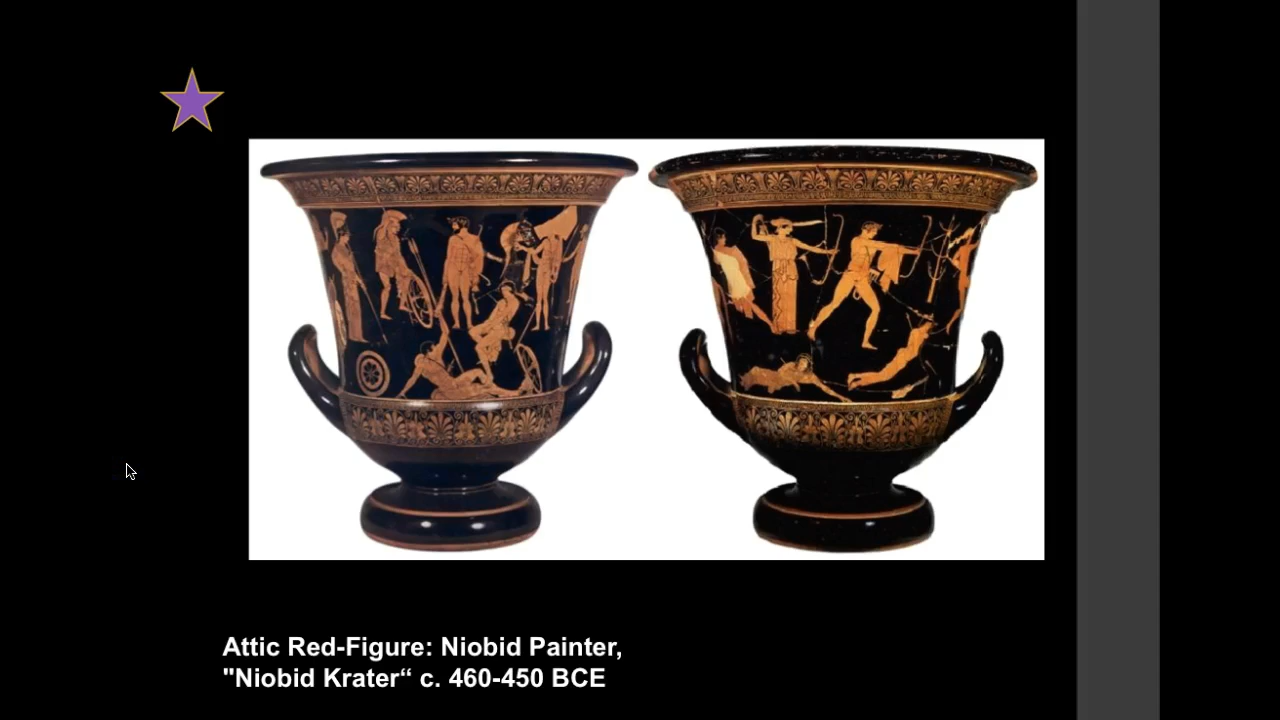 Attic Red-Figure: Niobid Painter,
"Niobid Krater“ c. 460-450 BCE